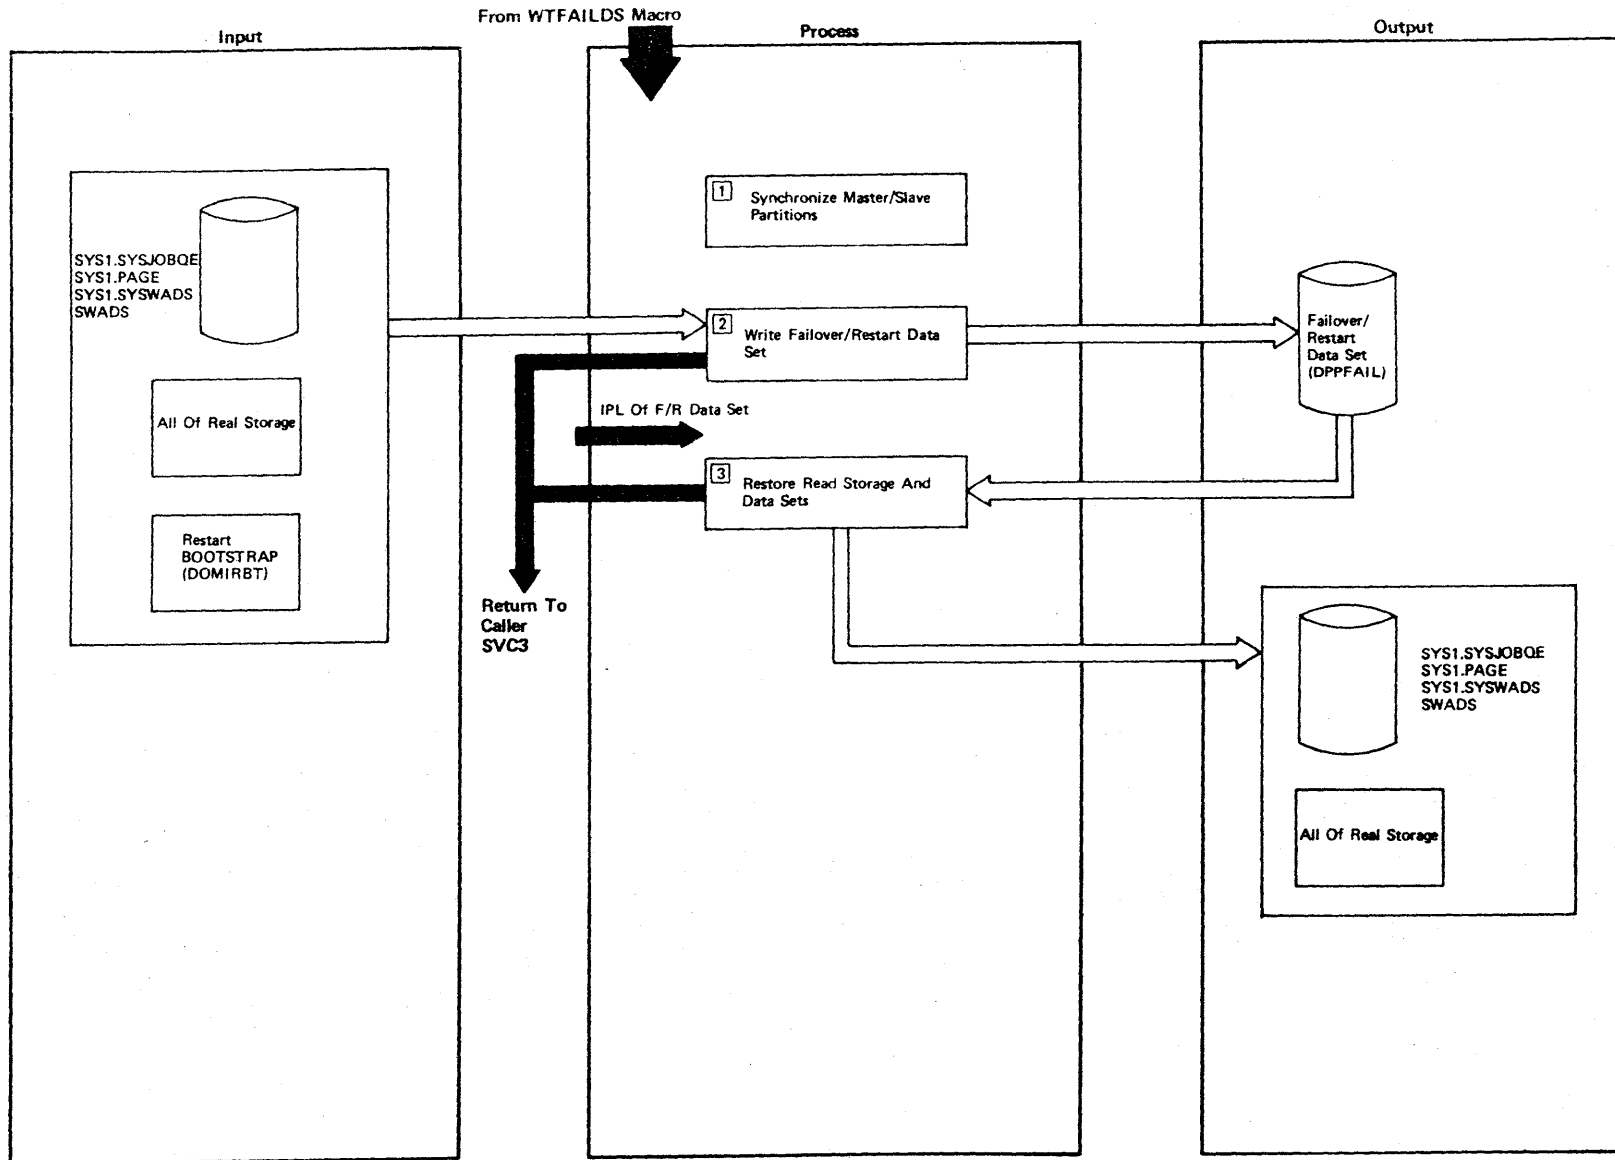 From WTFAILDS Macro
Input
Process
Output
1
Synchronize Master/Slave
Partitions
SYS1.SYSJOBQE
SYS1.PAGE
SYS1.SYSWADS
SWADS
2
Write Failover/Restart Data
Set
Failover/
Restart
Data Set
(DPPFAIL)
All Of Real Storage
IPL Of F/R Data Set
3
Restore Read Storage And
Data Sets
Restart
BOOTSTRAP
(DOMIRBT)
Return To
Caller
SVC3
SYS1.SYSJOBQE
SYS1.PAGE
SYS1.SYSWADS
SWADS
All Of Real Storage